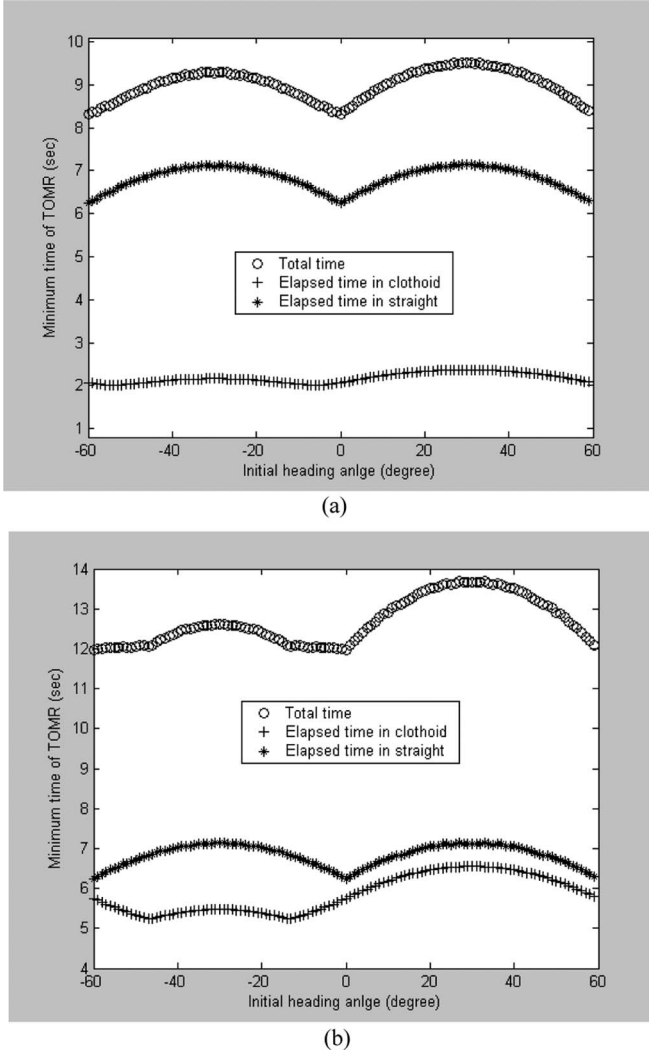 10
9
8
7
6
5
4
3
2
1
Minimum time of TOMR (sec)
Total time
Elapsed time in clothoid
Elapsed time in straight
-60 -40 -20 0 20 40 60
Initial heading anlge (degree)
(a)
14
13
12
11
10
9
8
7
6
5
4
Minimum time of TOMR (sec)
Total time
Elapsed time in clothoid
Elapsed time in straight
-60 -40 -20 0 20 40 60
Initial heading anlge (degree)
(b)